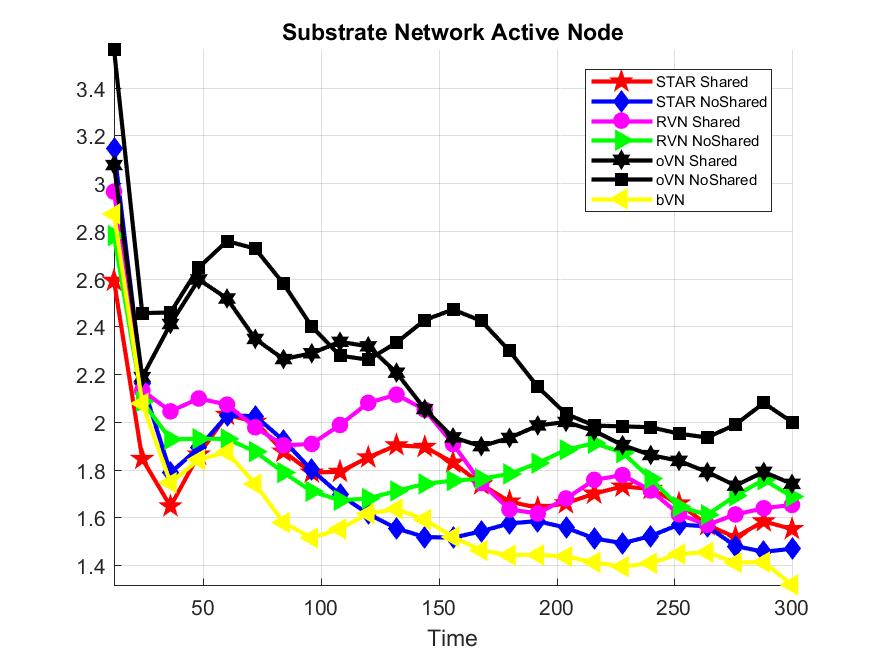 Substrate Network Active Node
3.4
3.2
3
2.8
2.6
2.4
2.2
2
1.8
1.6
1.4
STAR Shared
STAR NoShared
RVN Shared
RVN NoShared
oVN Shared
oVN NoShared
bVN
50
100
150
200
250
300
Time